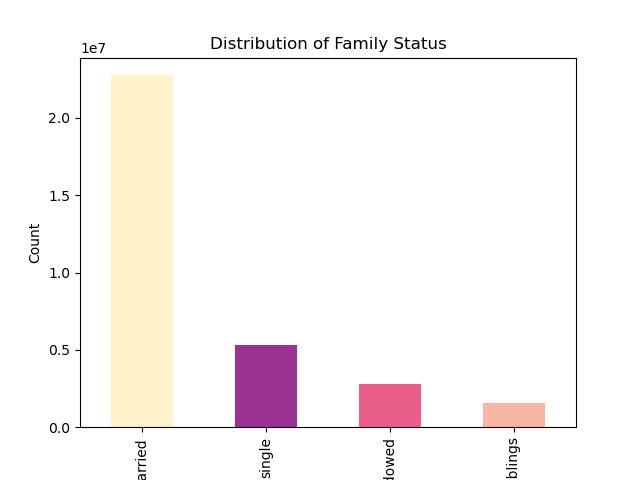 Distribution of Family Status
1e7
2.0
1.5
1.0
0.5
0.0
Count
arried
single
dowed
blings